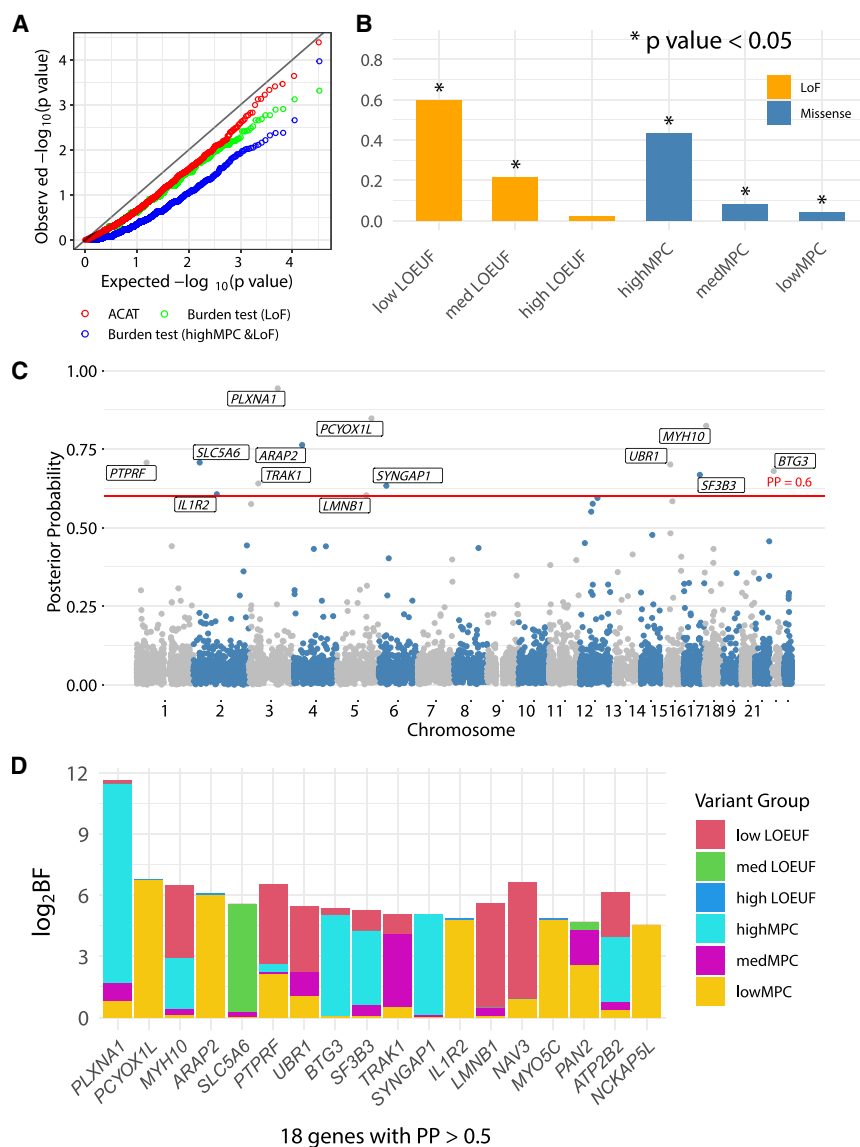 A
Observ ed −log10(p value)
4
3
2
1
0
0 1 2 3 4
Expected −log 10(p value)
ACAT
Burden test (LoF)
Burden test (highMPC &LoF)
B
* p value < 0.05
0.8
0.6
0.4
0.2
0.0
* * * * *
LoF
Missense
low LOEUF
med LOEUF
high LOEUF
highMPC
medMPC
lowMPC
C
Posterior Probability
1.00
0.75
0.50
0.25
0.00
PLXNA1
PCYOX1L
MYH10
SLC5A6
ARAP2
UBR1
BTG3
PTPRF
TRAK1
SYNGAP1
SF3B3
PP = 0.6
IL1R2
LMNB1
1 2 3 4 5 6 7 8 9 10 11 12 13 14 15 16 17 18 19 21
Chromosome
D
log2BF
12
9
6
3
0
Variant Group
low LOEUF
med LOEUF
high LOEUF
highMPC
medMPC
lowMPC
PLXNA1
PCYOX1L
MYH10
ARAP2
SLC5A6
PTPRF
UBR1
BTG3
SF3B3
TRAK1
SYNGAP1
IL1R2
LMNB1
NAV3
MYO5C
PAN2
ATP2B2
NCKAP5L
18 genes with PP > 0.5